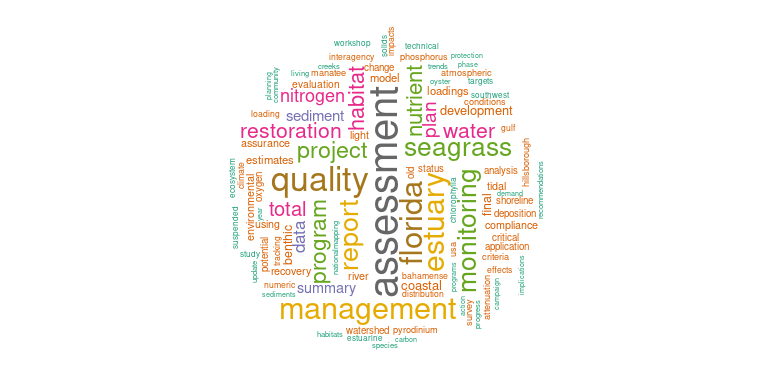 workshop
solids
impacts
technical
interagency
phosphorus
protection
creeks
change
trends
phase
planning
community
living
manatee
model
atmospheric
evaluation
oyster
targets
nitrogen
habitat
nutrient
loadings
southwest
conditions
loading
sediment
plan
development
restoration
light
water
gulf
assurance
project
assessment
seagrass
hillsborough
estimates
old
status
analysis
recommendations
ecosystem
climate
oxygen
quality
florida
estuary
chlorophylla
monitoring
tidal
demand
shoreline
environmental
year
total
program
report
final
deposition
suspended
using
data
compliance
study
potential
tracking
benthic
nationalmapping
usa
critical
application
criteria
update
recovery
river
bahamense
programs
effects
implications
numeric
summary
coastal
attenuation
sediments
distribution
action
campaign
management
survey
progress
habitats
watershed
pyrodinium
estuarine
carbon
species